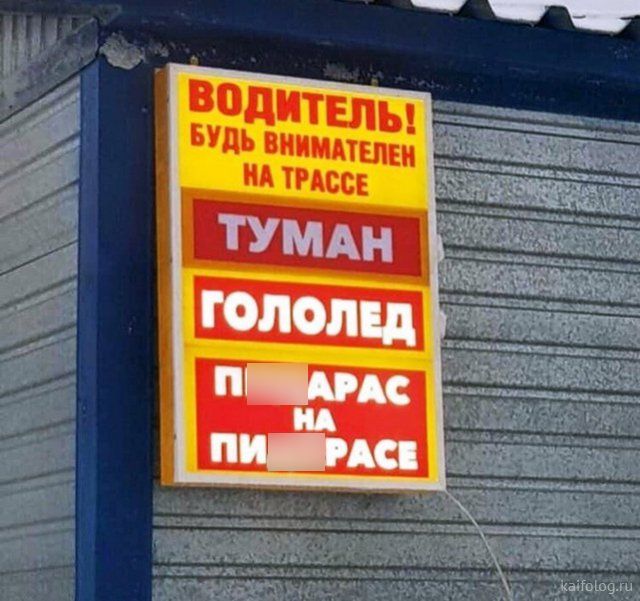 ВОДИТЕЛЬ!
БУДЬ ВНИМАТЕЛЕН
НА ТРАССЕ
ТУМАН
ГОЛОЛЕД
НА
kaifolog.ru